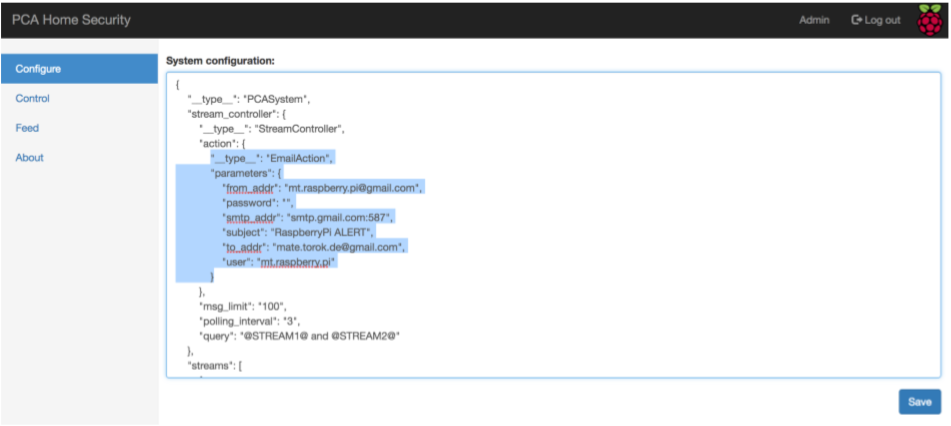 PCA Home Security
Admin
Log out
Configure
Control
Feed
About
System configuration:
{
"__type__": "PCASystem",
"stream_controller": {
"__type__": "StreamController",
"action": {
"__type__": "EmailAction",
"parameters": {
"from_addr": "mt.raspberry.pi@gmail.com",
"password": "",
"smtp_addr": "smtp.gmail.com:587",
"subject": "RaspberryPi ALERT",
"to_addr": "mate.torok.de@gmail.com",
"user": "mt.raspberry.pi"
}
},
"msg_limit": "100",
"polling_interval": "3",
"query": "@STREAM1@ and @STREAM2@"
},
"streams": [
Save